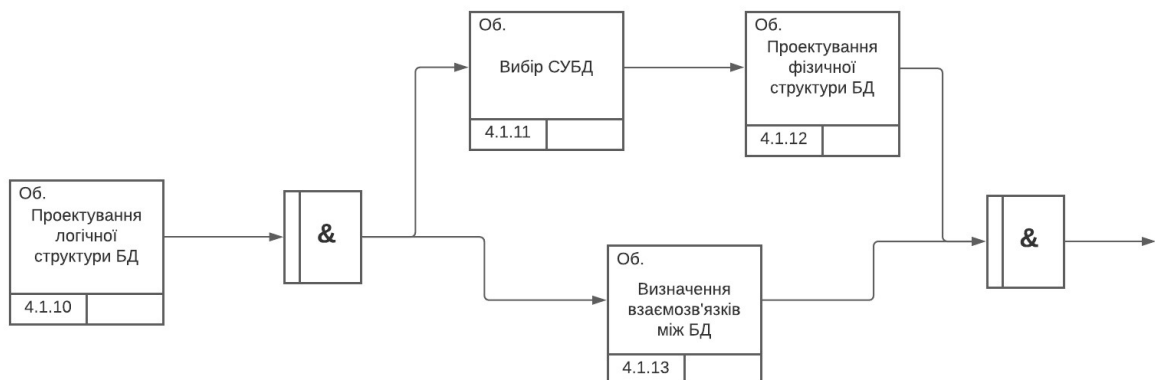 Об.
Проектування
логічної
структури БД
4.1.10
&
Об.
Вибір СУБД
4.1.11
Об.
Проектування
фізичної
структури БД
4.1.12
Об.
Визначення
взаємозв'язків
між БД
4.1.13
&